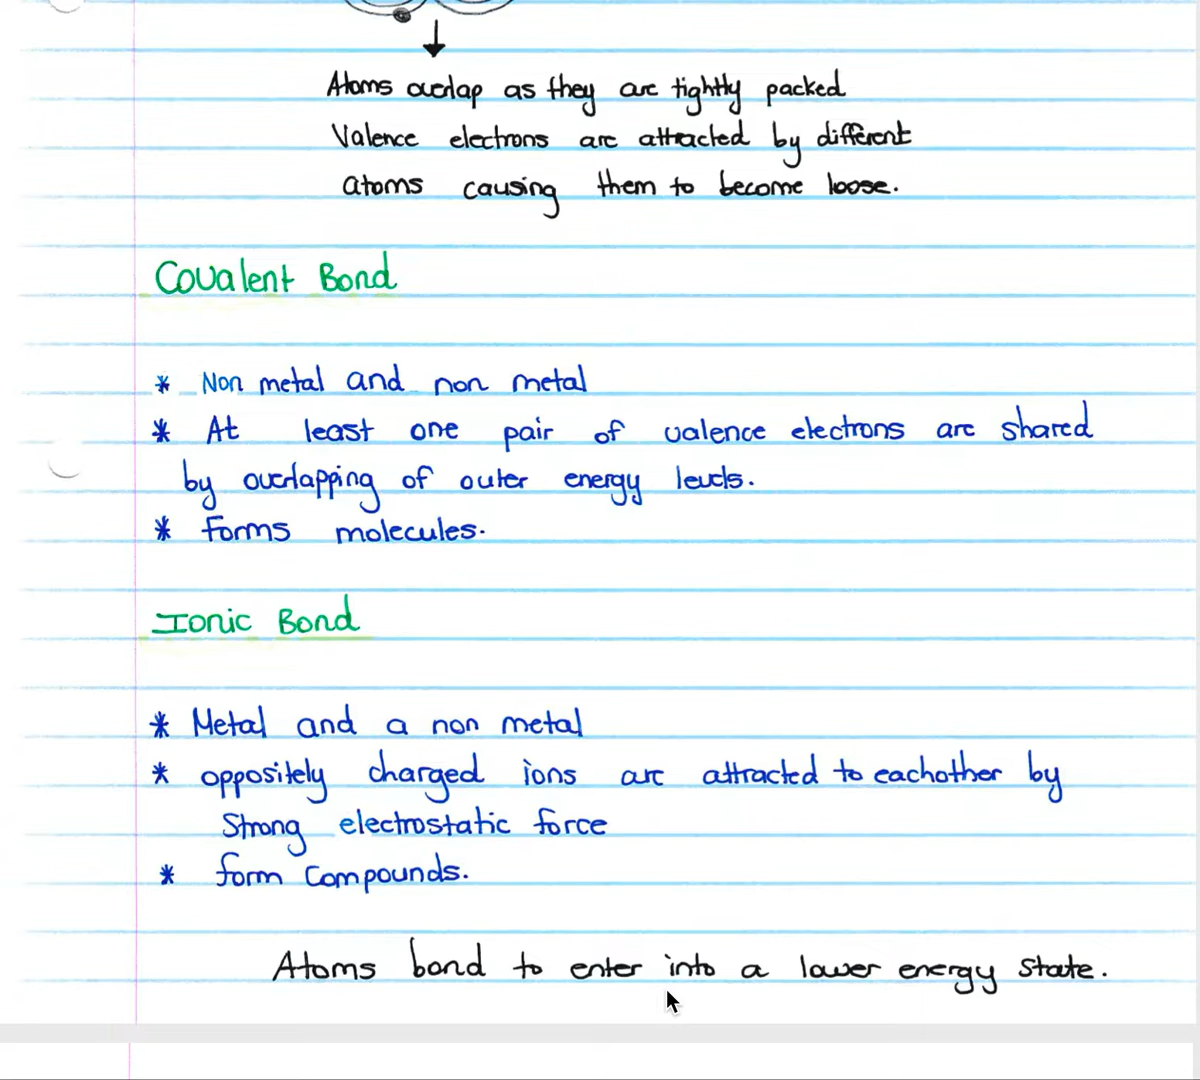 Atoms overlap as they are tightly packed
Valence electrons are attracted by different
atoms causing them to become loose.
Covalent Bond
* Non metal and non metal
* At least one pair of valence electrons are shared
by overlapping of outer energy levels.
* forms molecules.
Ionic Bond
* Metal and a non metal
* oppositely charged ions are attracted to eachother by
Strong electrostatic force
* form Compounds.
Atoms bond to enter into a lower energy state.